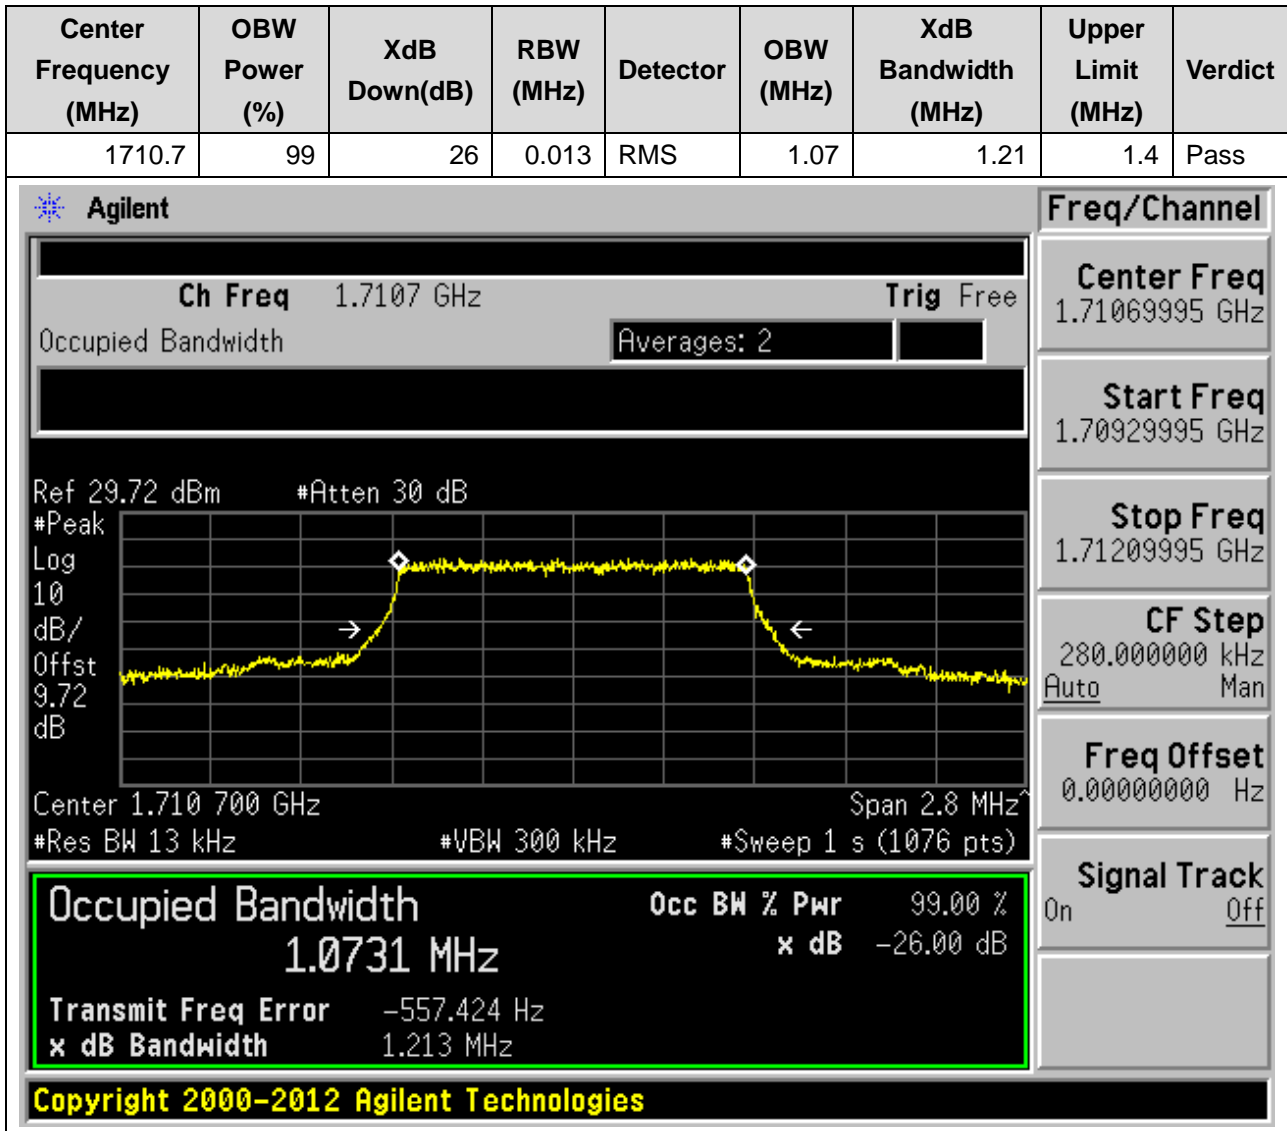 Center Frequency (MHz) OBW Power (%) XdB Down(dB) RBW (MHz) Detector OBW (MHz) XdB Bandwidth (MHz) Upper Limit (MHz) Verdict
1710.7 99 26 0.013 RMS 1.07 1.21 1.4 Pass
Agilent
Freq/Channel
Ch Freq 1.7107 GHz Trig Free
Occupied Bandwidth Averages: 2
Center Freq
1.71069995 GHz
Start Freq
1.70929995 GHz
Stop Freq
1.71209995 GHz
CF Step
280.000000 kHz
Auto Man
Freq Offset
0.00000000 Hz
Signal Track
On Off
Ref 29.72 dBm #Atten 30 dB
#Peak
Log
10
dB/
Offst
9.72
dB
Center 1.710 700 GHz Span 2.8 MHz^
#Res BW 13 kHz #VBW 300 kHz #Sweep 1 s (1076 pts)
Occupied Bandwidth Occ BW % Pwr 99.00 %
1.0731 MHz x dB -26.00 dB
Transmit Freq Error -557.424 Hz
x dB Bandwidth 1.213 MHz
Copyright 2000-2012 Agilent Technologies